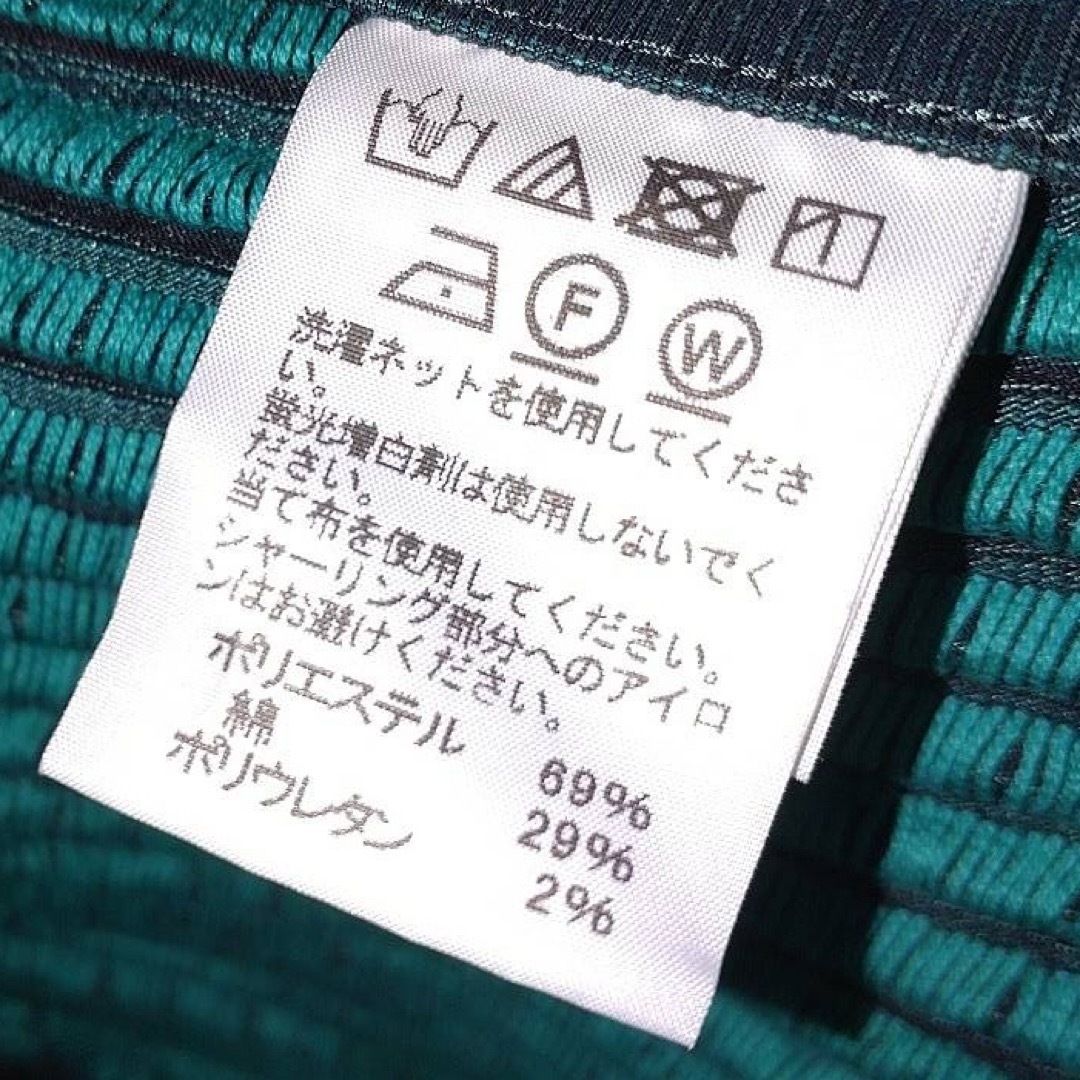 F
W
洗濯ネットを使用してくださ
い。
蛍光増白剤は使用しないでく
ださい。
当て布を使用してください。
シャーリング部分へのアイロ
ンはお避けください。
ポリエステル 69%
綿 29%
ポリウレタン 2%